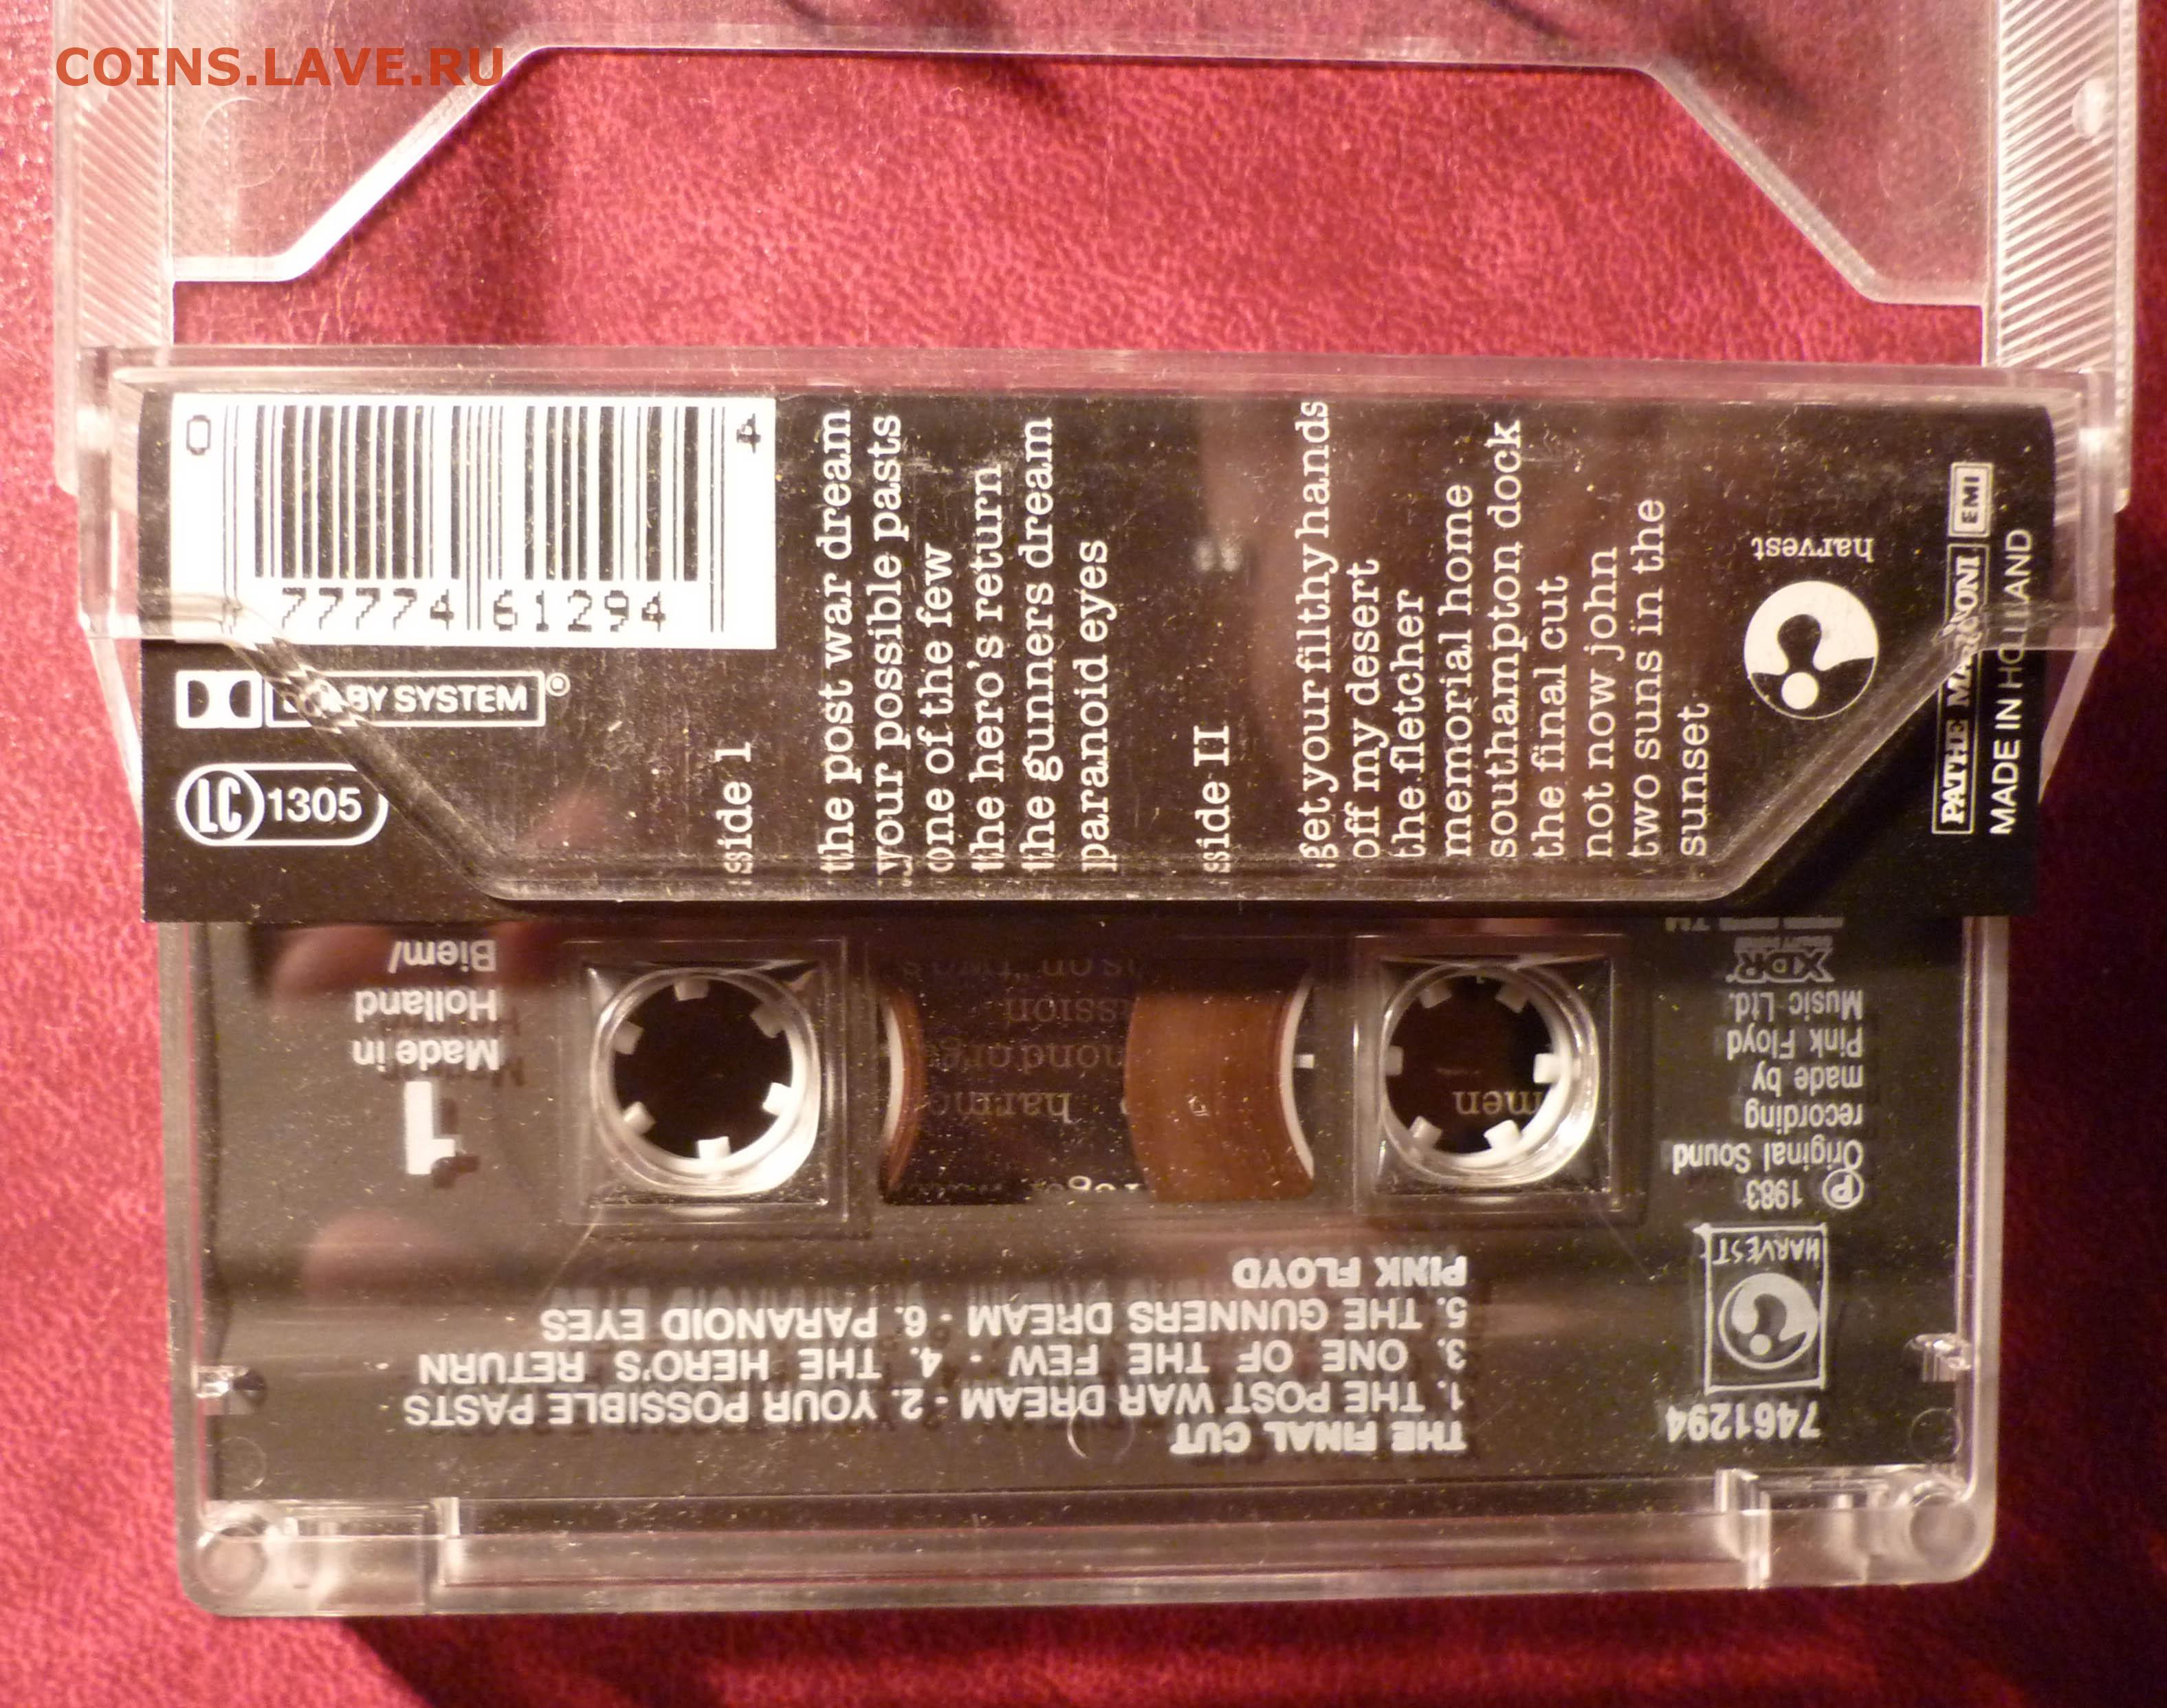 COINS.LAVE.RU
0
4
77774 61294
BY SYSTEM
®
LC 1305
side 1
the post war dream
your possible pasts
one of the few
the hero's return
the gunners dream
paranoid eyes
side II
get your filthy hands
off my desert
the fletcher
memorial home
southampton dock
the final cut
not now john
two suns in the
sunset
harvest
EMI
PATHE MARCONI
MADE IN HOLLAND
7461294
HARVEST
THE FINAL CUT
1. THE POST WAR DREAM - 2. YOUR POSSIBLE PASTS
3. ONE OF THE FEW - 4. THE HERO'S RETURN
5. THE GUNNERS DREAM - 6. PARANOID EYES
PINK FLOYD
℗ 1983
Original Sound
recording
made by
Pink Floyd
Music Ltd.
XDR
1
Made in
Holland
Biem/
men